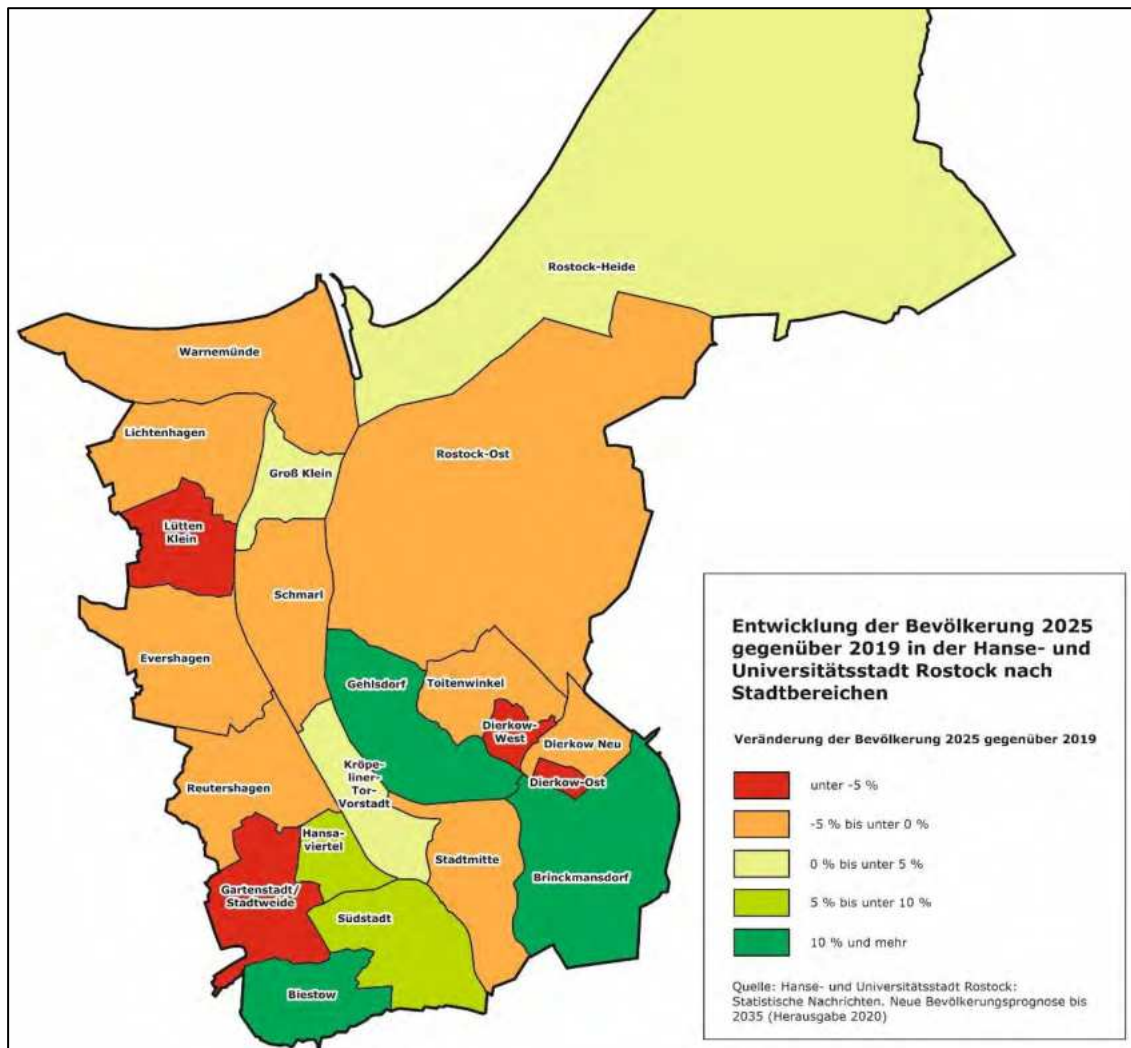 Rostock-Heide
Warnemünde
Lichtenhagen
Rostock-Ost
Groß Klein
Lütten
Klein
Schmarl
Evershagen
Gehlsdorf
Toitenwinkel
Dierkow-
West
Dierkow Neu
Dierkow-Ost
Kröpe-
liner-
Tor-
Vorstadt
Reutershagen
Hansa-
viertel
Stadtmitte
Brinckmansdorf
Gartenstadt/
Stadtweide
Südstadt
Biestow
Entwicklung der Bevölkerung 2025
gegenüber 2019 in der Hanse- und
Universitätsstadt Rostock nach
Stadtbereichen
Veränderung der Bevölkerung 2025 gegenüber 2019
unter -5 %
-5 % bis unter 0 %
0 % bis unter 5 %
5 % bis unter 10 %
10 % und mehr
Quelle: Hanse- und Universitätsstadt Rostock:
Statistische Nachrichten. Neue Bevölkerungsprognose bis
2035 (Herausgabe 2020)